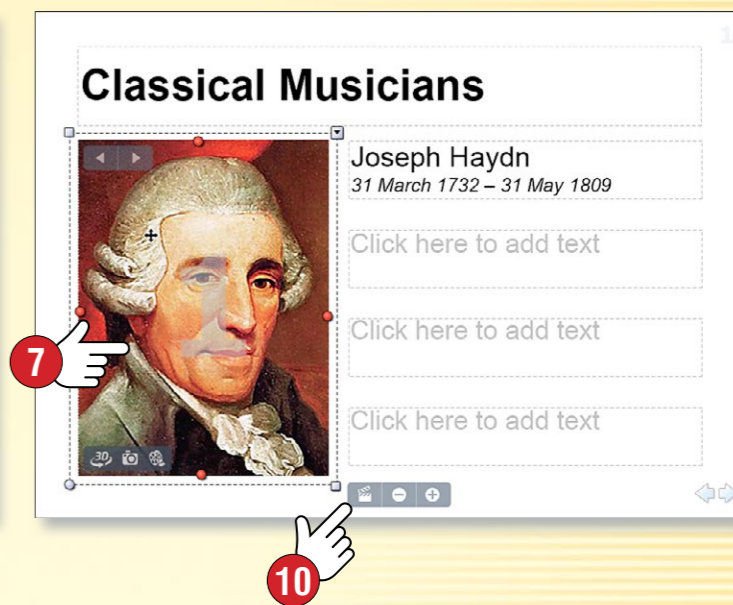 1
Classical Musicians
Joseph Haydn
31 March 1732 – 31 May 1809
Click here to add text
Click here to add text
Click here to add text
3D
7
10